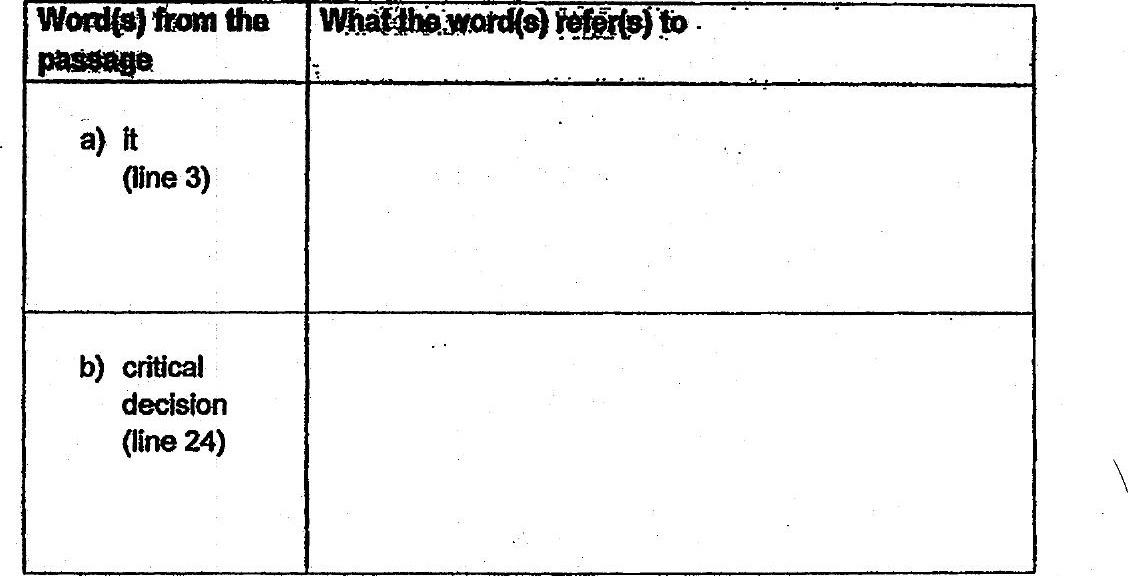 Word(s) from the
passage
What the word(s) refer(s) to
a) it
(line 3)
b) critical
decision
(line 24)